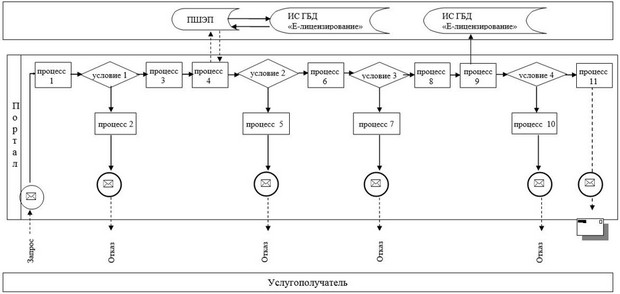 ПШЭП
ИС ГБД
«Е-лицензирование»
ИС ГБД
«Е-лицензирование»
Портал
процесс
1
условие 1
процесс
3
процесс
4
условие 2
процесс
6
условие 3
процесс
8
процесс
9
условие 4
процесс
11
процесс 2
процесс 5
процесс 7
процесс 10
Запрос
Отказ
Отказ
Отказ
Отказ
Услугополучатель